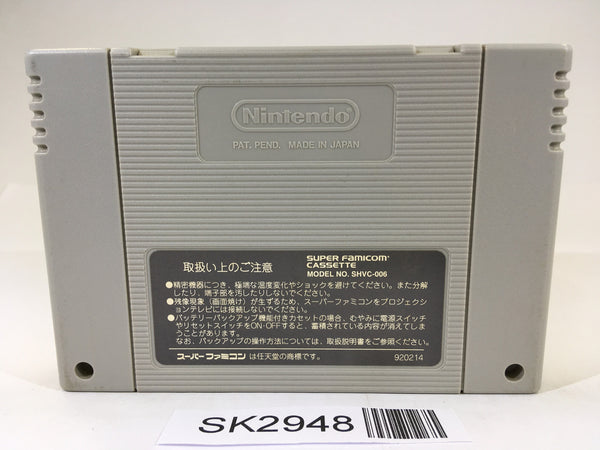 Nintendo
PAT. PEND. MADE IN JAPAN
取扱い上のご注意
SUPER FAMICOM
CASSETTE
MODEL NO. SHVC-006
●精密機器につき、極端な温度変化やショックを避けてください。また分解
したり、端子部を汚したりしないでください。
●残像現象（画面焼け）が生ずるため、スーパーファミコンをプロジェクシ
ョンテレビには接続しないでください。
●バッテリーバックアップ機能付きカセットの場合、むやみに電源スイッチ
やリセットスイッチをON-OFFすると、蓄積されている内容が消えてしま
うことがあります。
なお、バックアップの操作方法については、取扱説明書をご参照ください。
スーパーファミコン は任天堂の商標です。
920214
SK2948